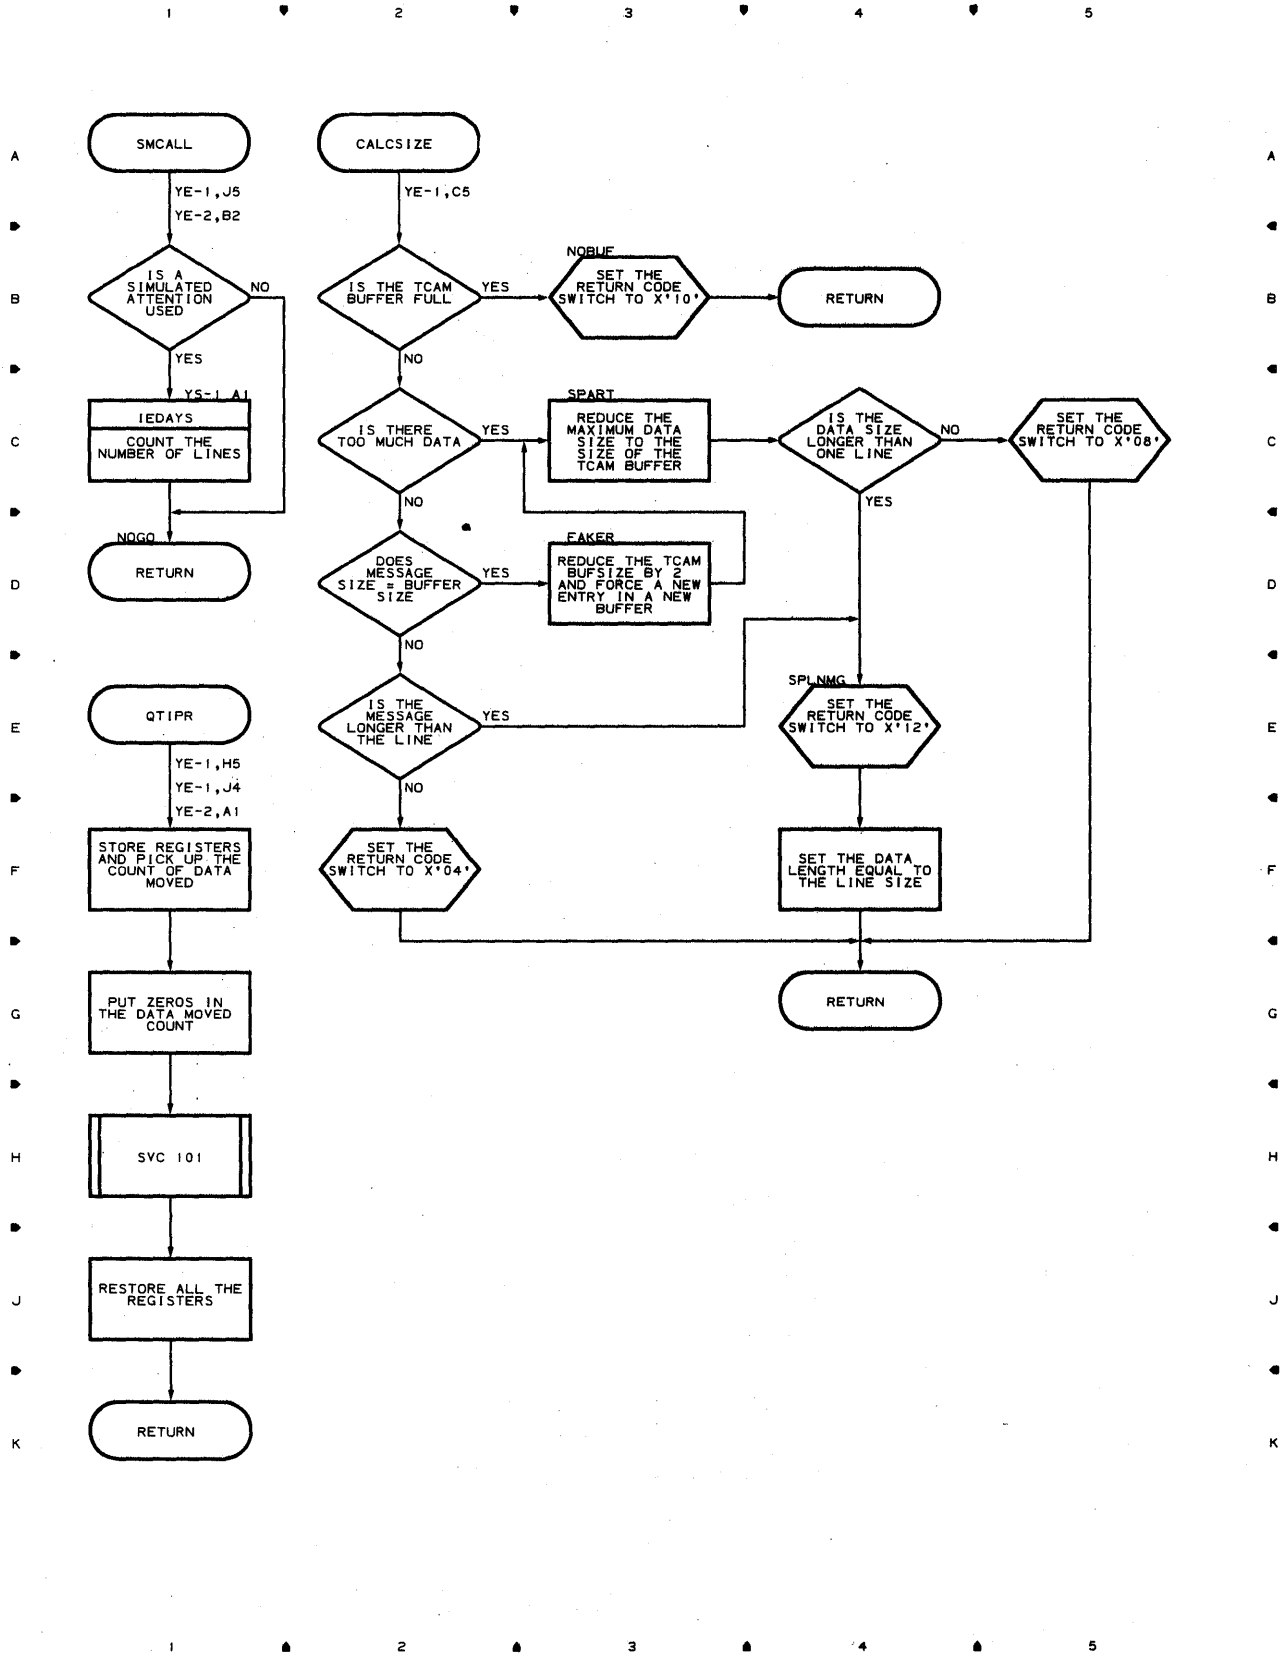 1 2 3 4 5
A A
SMCALL
YE-1,J5
YE-2,B2
B B
IS A
SIMULATED
ATTENTION
USED
NO
YES
YS-1 A1
C C
IEDAYS
COUNT THE
NUMBER OF LINES
NOGO
RETURN
D D
CALCSIZE
YE-1,C5
IS THE TCAM
BUFFER FULL
YES
NO
NOBUF
SET THE
RETURN CODE
SWITCH TO X'10'
RETURN
IS THERE
TOO MUCH DATA
YES
NO
SPART
REDUCE THE
MAXIMUM DATA
SIZE TO THE
SIZE OF THE
TCAM BUFFER
IS THE
DATA SIZE
LONGER THAN
ONE LINE
NO
YES
SET THE
RETURN CODE
SWITCH TO X'08'
DOES
MESSAGE
SIZE = BUFFER
SIZE
YES
NO
FAKER
REDUCE THE TCAM
BUFSIZE BY 2
AND FORCE A NEW
ENTRY IN A NEW
BUFFER
E E
IS THE
MESSAGE
LONGER THAN
THE LINE
YES
NO
SPLNMG
SET THE
RETURN CODE
SWITCH TO X'12'
F F
SET THE
RETURN CODE
SWITCH TO X'04'
SET THE DATA
LENGTH EQUAL TO
THE LINE SIZE
RETURN
QTIPR
YE-1,H5
YE-1,J4
YE-2,A1
STORE REGISTERS
AND PICK UP THE
COUNT OF DATA
MOVED
G G
PUT ZEROS IN
THE DATA MOVED
COUNT
H H
SVC 101
J J
RESTORE ALL THE
REGISTERS
K K
RETURN
1 2 3 4 5